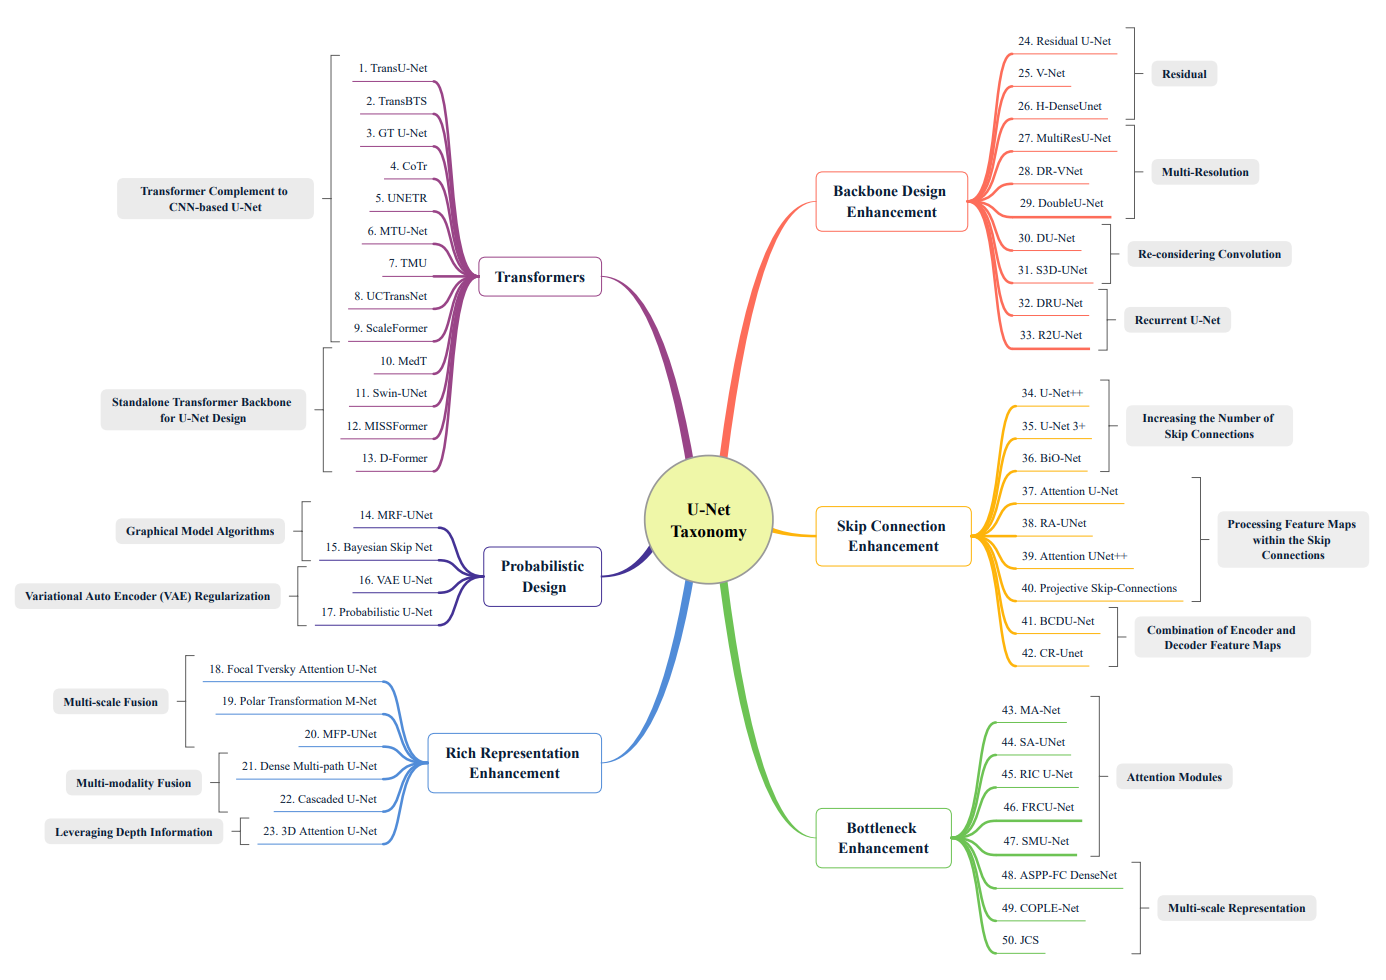 U-Net
Taxonomy
Transformers
1. TransU-Net
2. TransBTS
3. GT U-Net
4. CoTr
5. UNETR
6. MTU-Net
7. TMU
8. UCTransNet
9. ScaleFormer
Transformer Complement to
CNN-based U-Net
10. MedT
11. Swin-UNet
12. MISSFormer
13. D-Former
Standalone Transformer Backbone
for U-Net Design
Probabilistic
Design
14. MRF-UNet
15. Bayesian Skip Net
Graphical Model Algorithms
16. VAE U-Net
17. Probabilistic U-Net
Variational Auto Encoder (VAE) Regularization
Rich Representation
Enhancement
18. Focal Tversky Attention U-Net
19. Polar Transformation M-Net
20. MFP-UNet
Multi-scale Fusion
21. Dense Multi-path U-Net
22. Cascaded U-Net
Multi-modality Fusion
23. 3D Attention U-Net
Leveraging Depth Information
Backbone Design
Enhancement
24. Residual U-Net
25. V-Net
26. H-DenseUnet
Residual
27. MultiResU-Net
28. DR-VNet
29. DoubleU-Net
Multi-Resolution
30. DU-Net
31. S3D-UNet
Re-considering Convolution
32. DRU-Net
33. R2U-Net
Recurrent U-Net
Skip Connection
Enhancement
34. U-Net++
35. U-Net 3+
36. BiO-Net
Increasing the Number of
Skip Connections
37. Attention U-Net
38. RA-UNet
39. Attention UNet++
40. Projective Skip-Connections
Processing Feature Maps
within the Skip
Connections
41. BCDU-Net
42. CR-Unet
Combination of Encoder and
Decoder Feature Maps
Bottleneck
Enhancement
43. MA-Net
44. SA-UNet
45. RIC U-Net
46. FRCU-Net
47. SMU-Net
Attention Modules
48. ASPP-FC DenseNet
49. COPLE-Net
50. JCS
Multi-scale Representation